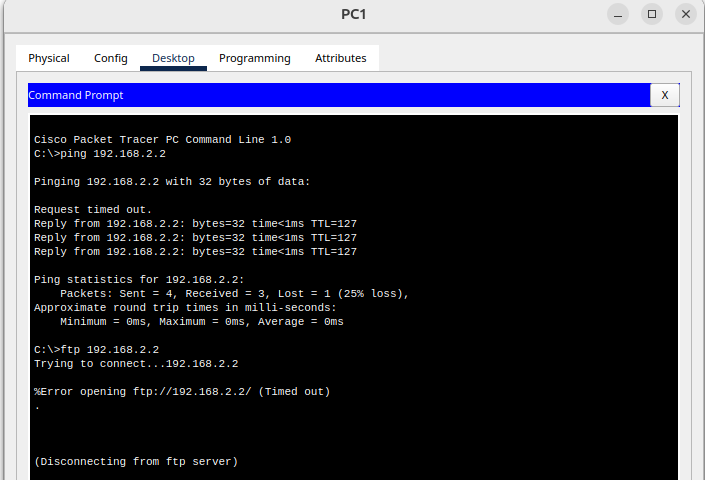 PC1
Physical Config Desktop Programming Attributes
Command Prompt X
Cisco Packet Tracer PC Command Line 1.0
C:\>ping 192.168.2.2
Pinging 192.168.2.2 with 32 bytes of data:
Request timed out.
Reply from 192.168.2.2: bytes=32 time<1ms TTL=127
Reply from 192.168.2.2: bytes=32 time<1ms TTL=127
Reply from 192.168.2.2: bytes=32 time<1ms TTL=127
Ping statistics for 192.168.2.2:
    Packets: Sent = 4, Received = 3, Lost = 1 (25% loss),
Approximate round trip times in milli-seconds:
    Minimum = 0ms, Maximum = 0ms, Average = 0ms
C:\>ftp 192.168.2.2
Trying to connect...192.168.2.2
%Error opening ftp://192.168.2.2/ (Timed out)
.
(Disconnecting from ftp server)